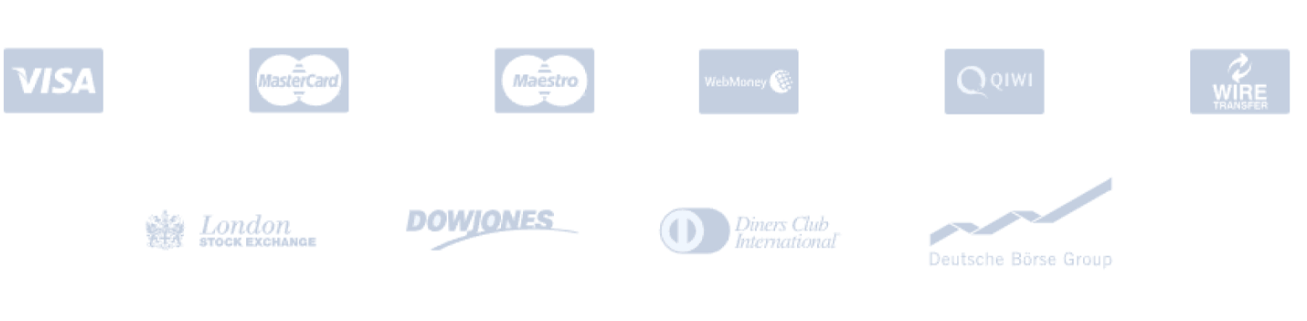 VISA
MasterCard
Maestro
WebMoney
QIWI
WIRE
TRANSFER
London
STOCK EXCHANGE
DOWJONES
Diners Club
International
Deutsche Börse Group